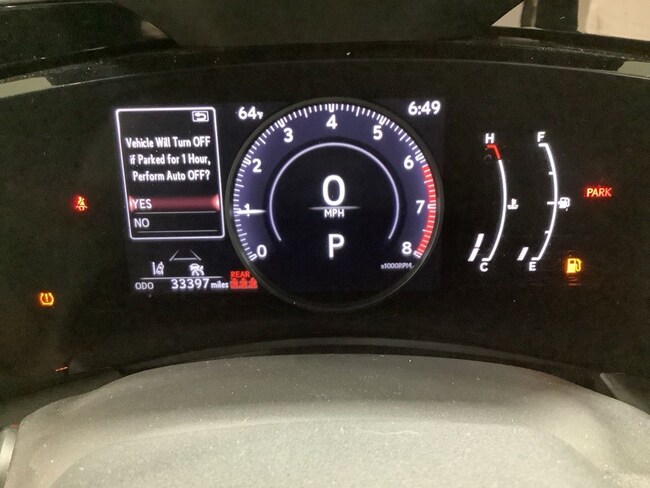 64°F
6:49
Vehicle Will Turn OFF
if Parked for 1 Hour,
Perform Auto OFF?
YES
NO
0
1
2
3
4
5
6
7
8
0
MPH
P
x1000RPM
H
C
F
E
PARK
REAR
ODO 33397 miles